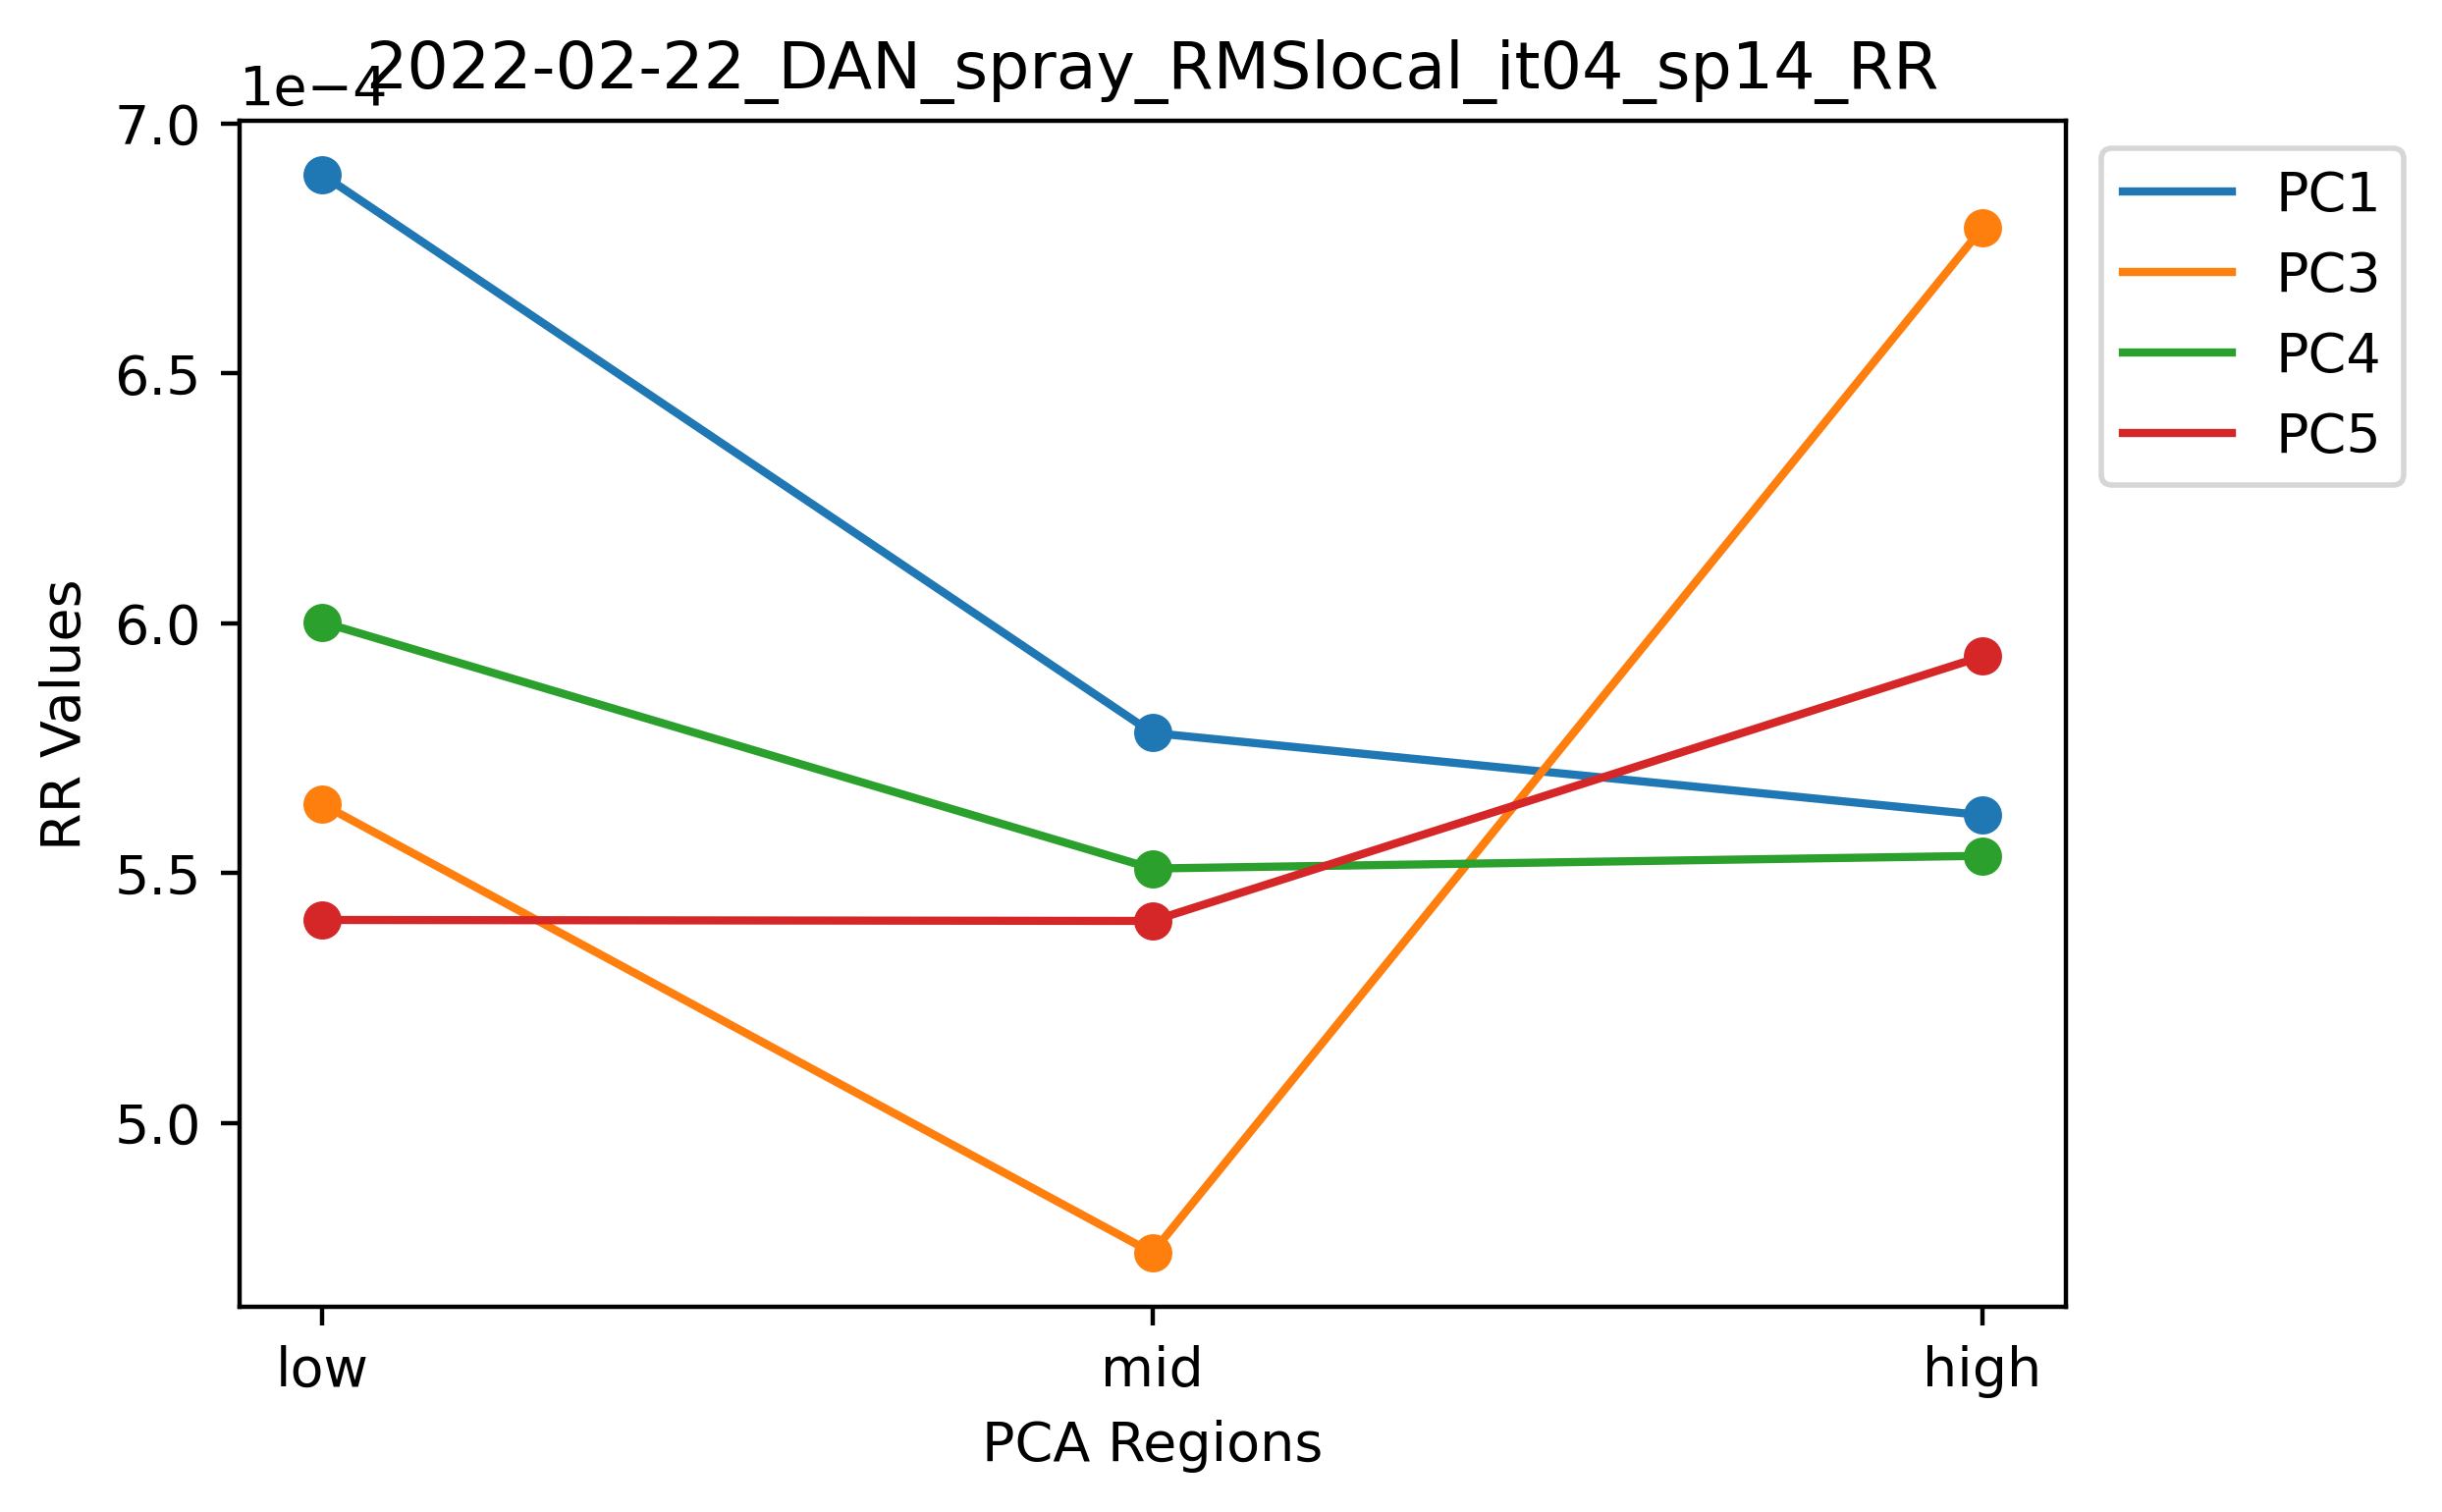 2022-02-22_DAN_spray_RMSlocal_it04_sp14_RR
1e−4
7.0
6.5
6.0
5.5
5.0
RR Values
low
mid
high
PCA Regions
PC1
PC3
PC4
PC5